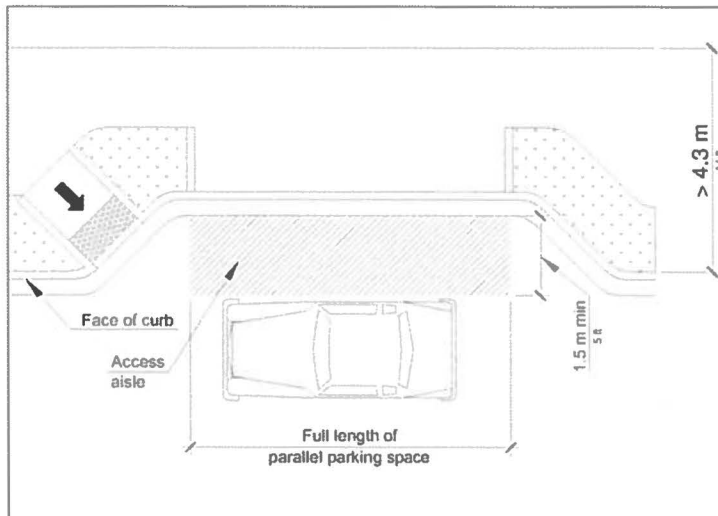 > 4.3 m
Face of curb
Access
aisle
1.5 m min
5 ft
Full length of
parallel parking space